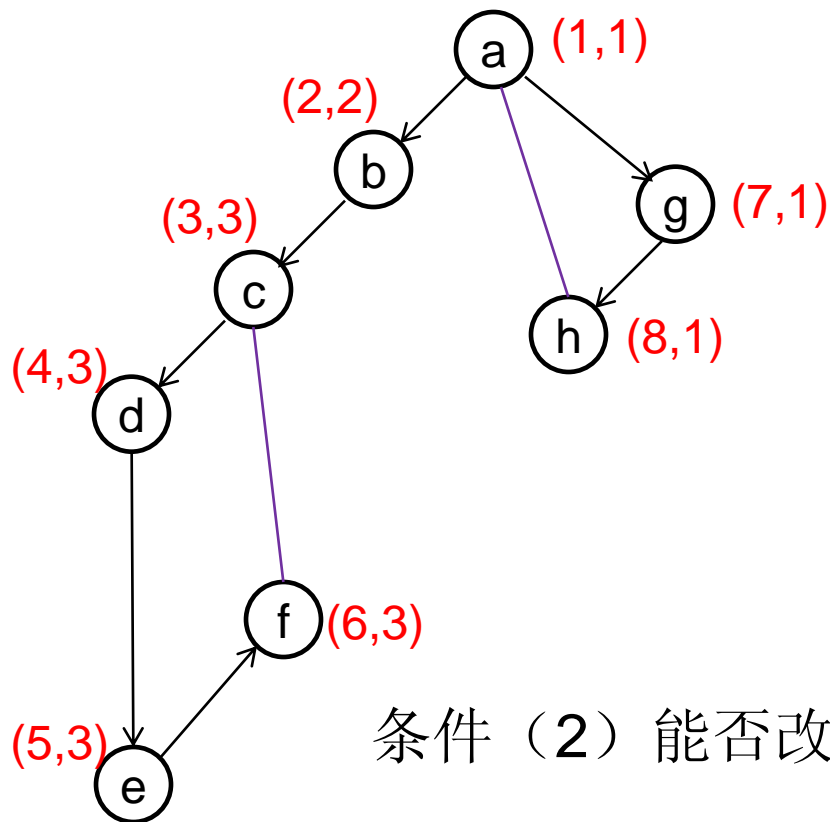 a (1,1)
(2,2)
b
(3,3)
g (7,1)
c
h (8,1)
(4,3)
d
f (6,3)
(5,3)
e
条件（2）能否改